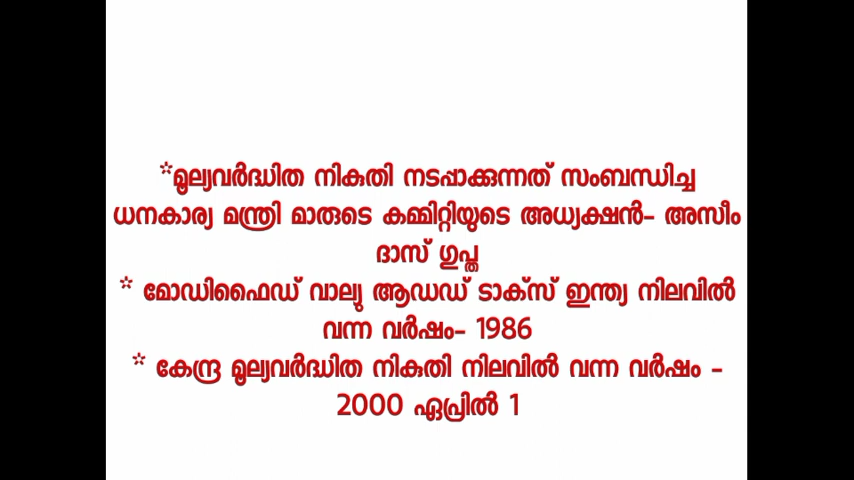 *മൂല്യവർദ്ധിത നികുതി നടപ്പാക്കുന്നത് സംബന്ധിച്ച
ധനകാര്യ മന്ത്രി മാരുടെ കമ്മിറ്റിയുടെ അധ്യക്ഷൻ- അസീം
ദാസ് ഗുപ്ത
* മോഡിഫൈഡ് വാല്യു ആഡഡ് ടാക്സ് ഇന്ത്യ നിലവിൽ
വന്ന വർഷം- 1986
* കേന്ദ്ര മൂല്യവർദ്ധിത നികുതി നിലവിൽ വന്ന വർഷം -
2000 ഏപ്രിൽ 1